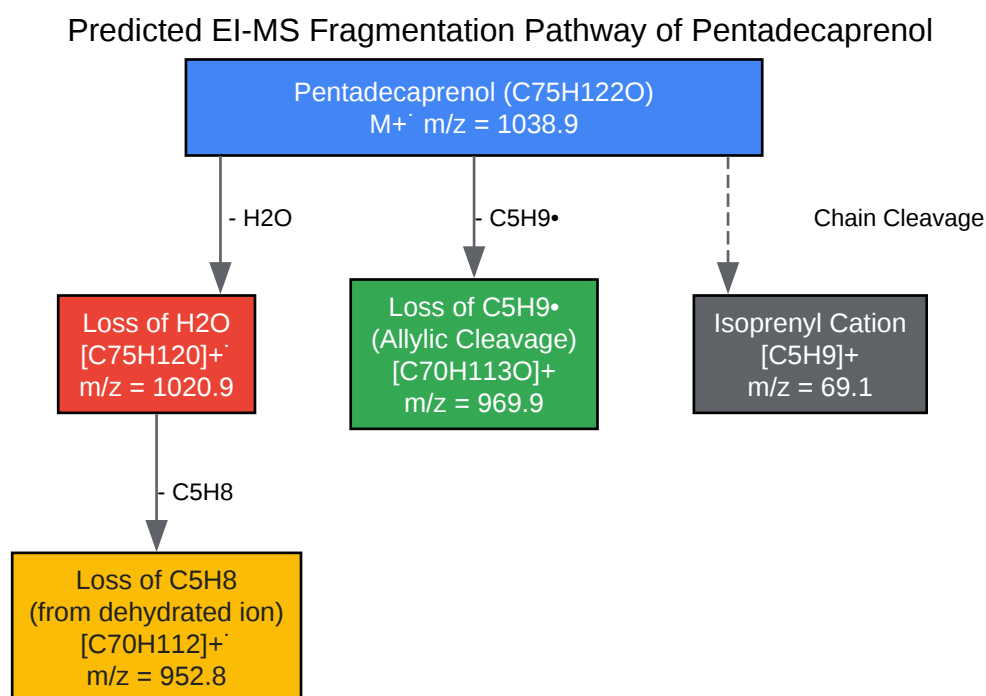 Predicted EI-MS Fragmentation Pathway of Pentadecaprenol
Pentadecaprenol (C75H122O)
M+˙ m/z = 1038.9
- H2O
- C5H9•
Chain Cleavage
Loss of H2O
[C75H120]+˙
m/z = 1020.9
Loss of C5H9•
(Allylic Cleavage)
[C70H113O]+
m/z = 969.9
Isoprenyl Cation
[C5H9]+
m/z = 69.1
- C5H8
Loss of C5H8
(from dehydrated ion)
[C70H112]+˙
m/z = 952.8